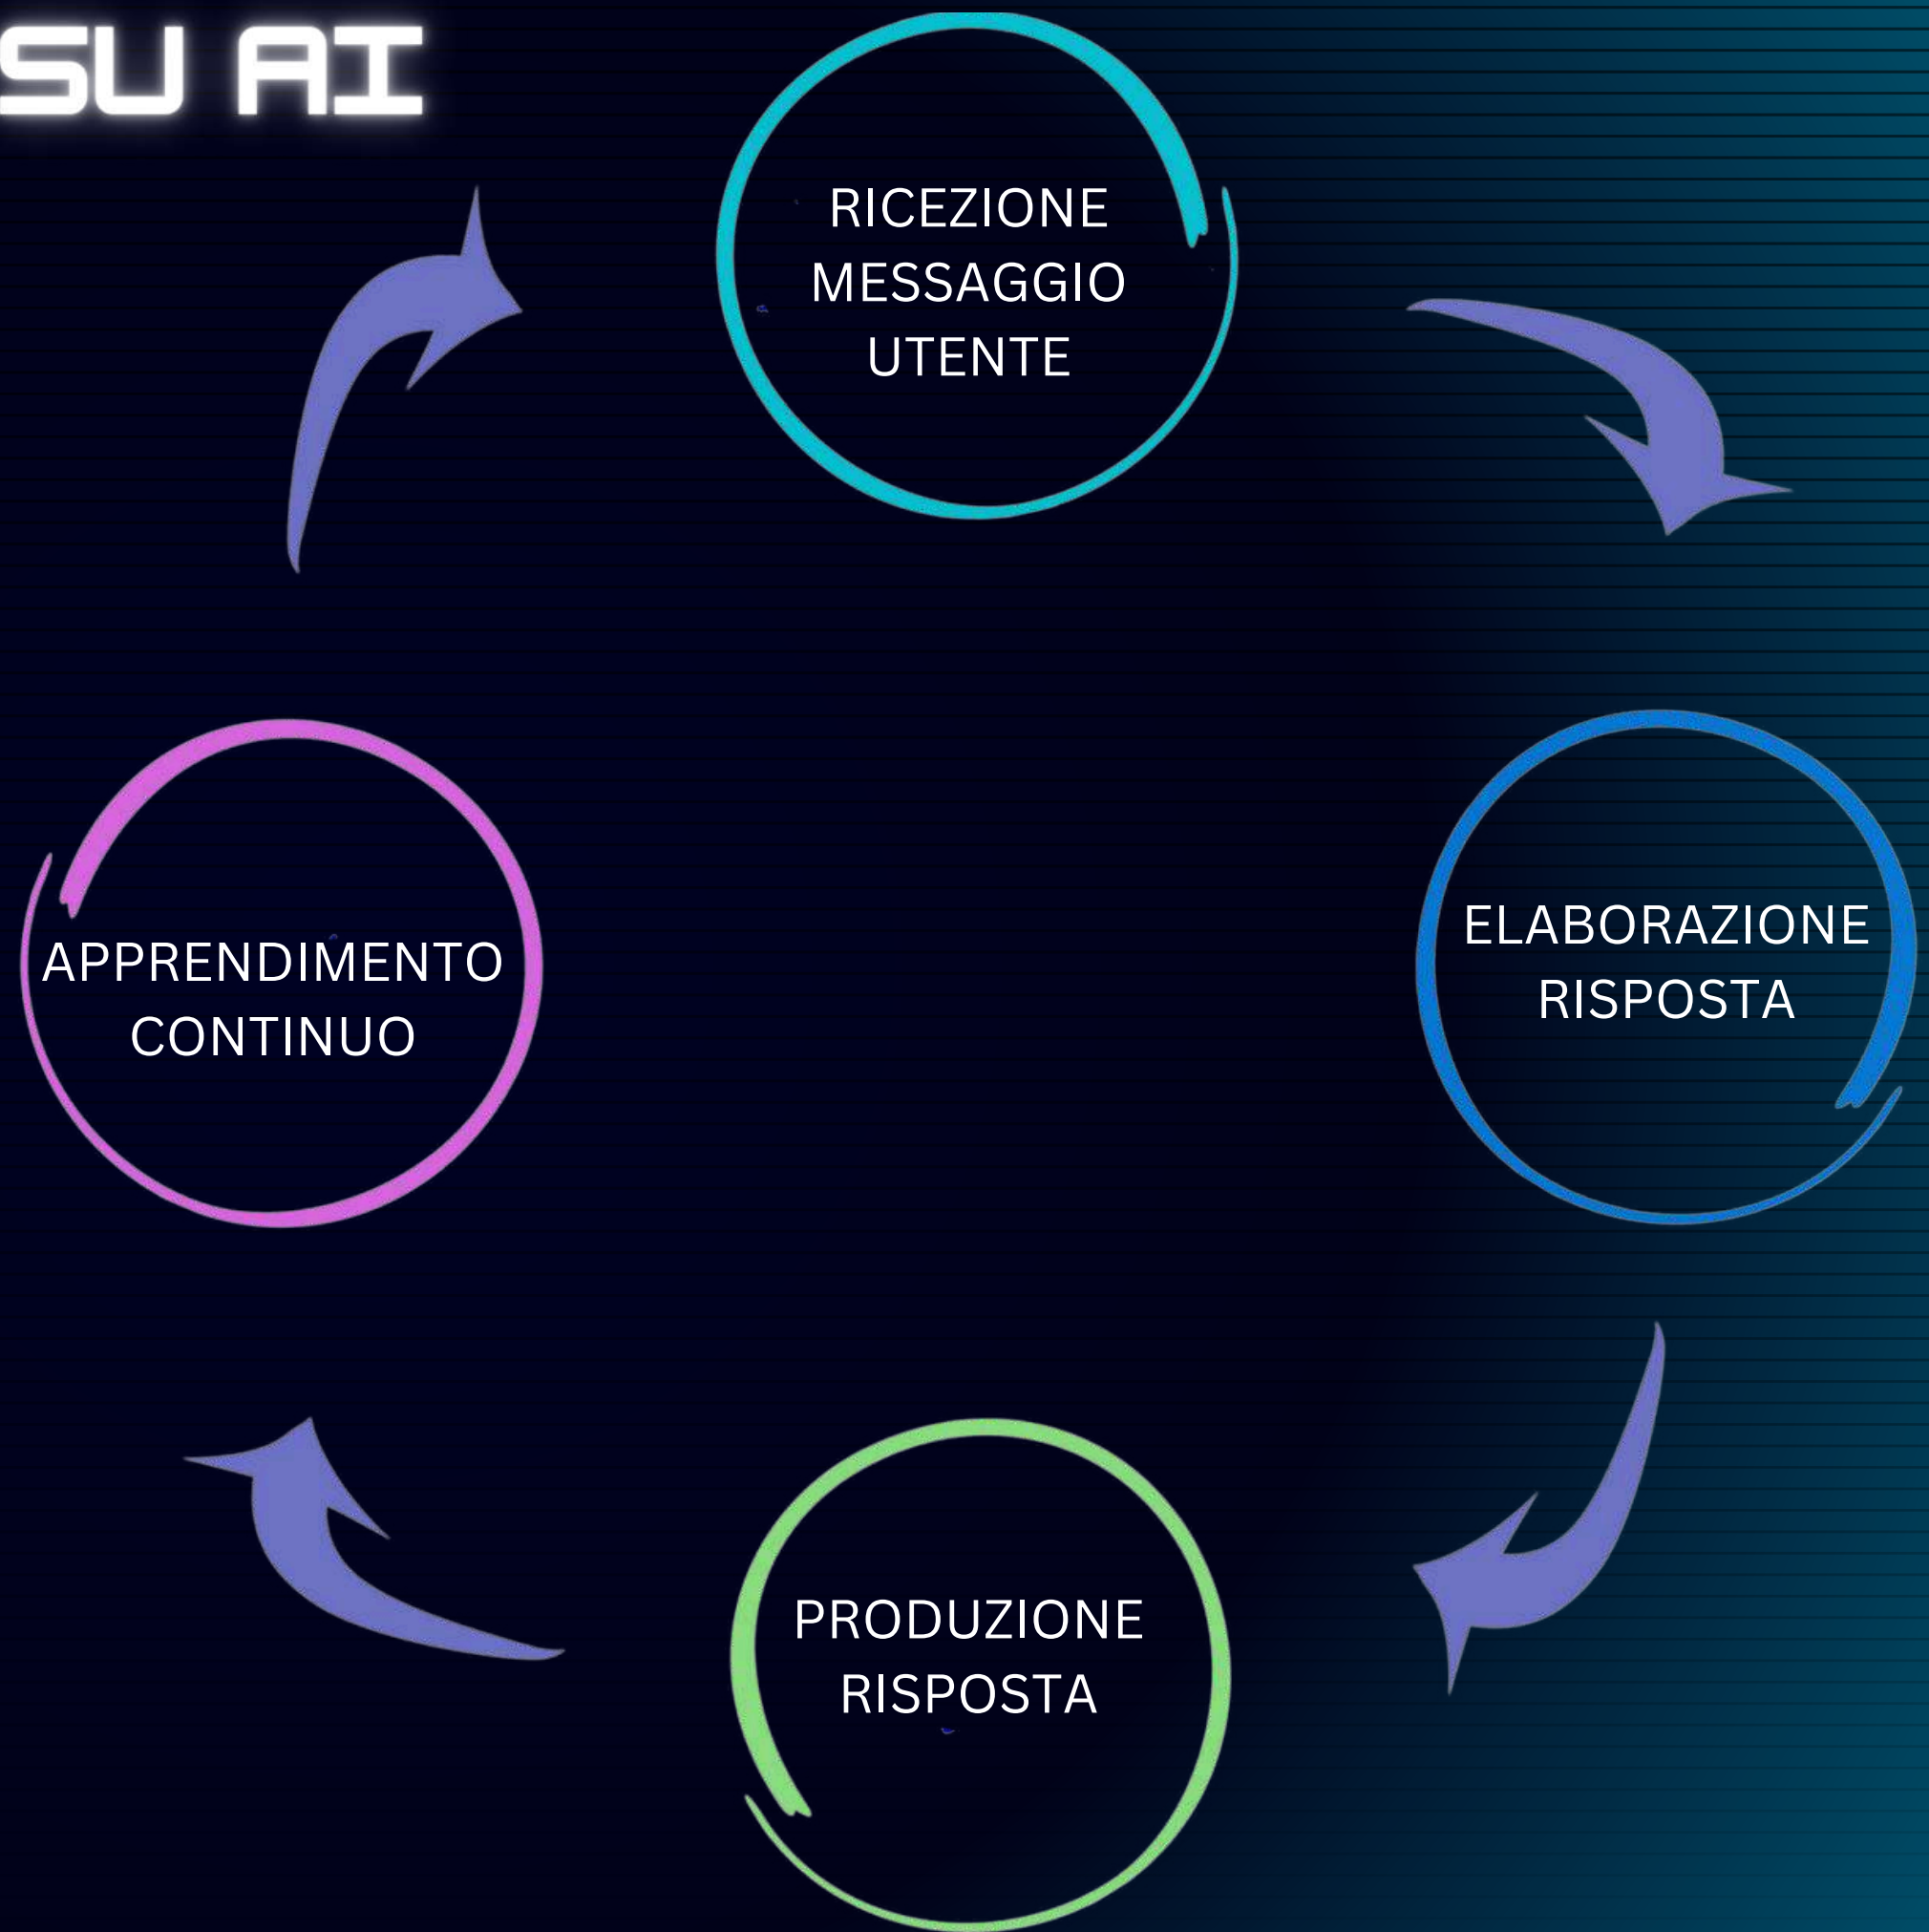 SU AI
RICEZIONE
MESSAGGIO
UTENTE
ELABORAZIONE
RISPOSTA
PRODUZIONE
RISPOSTA
APPRENDIMENTO
CONTINUO